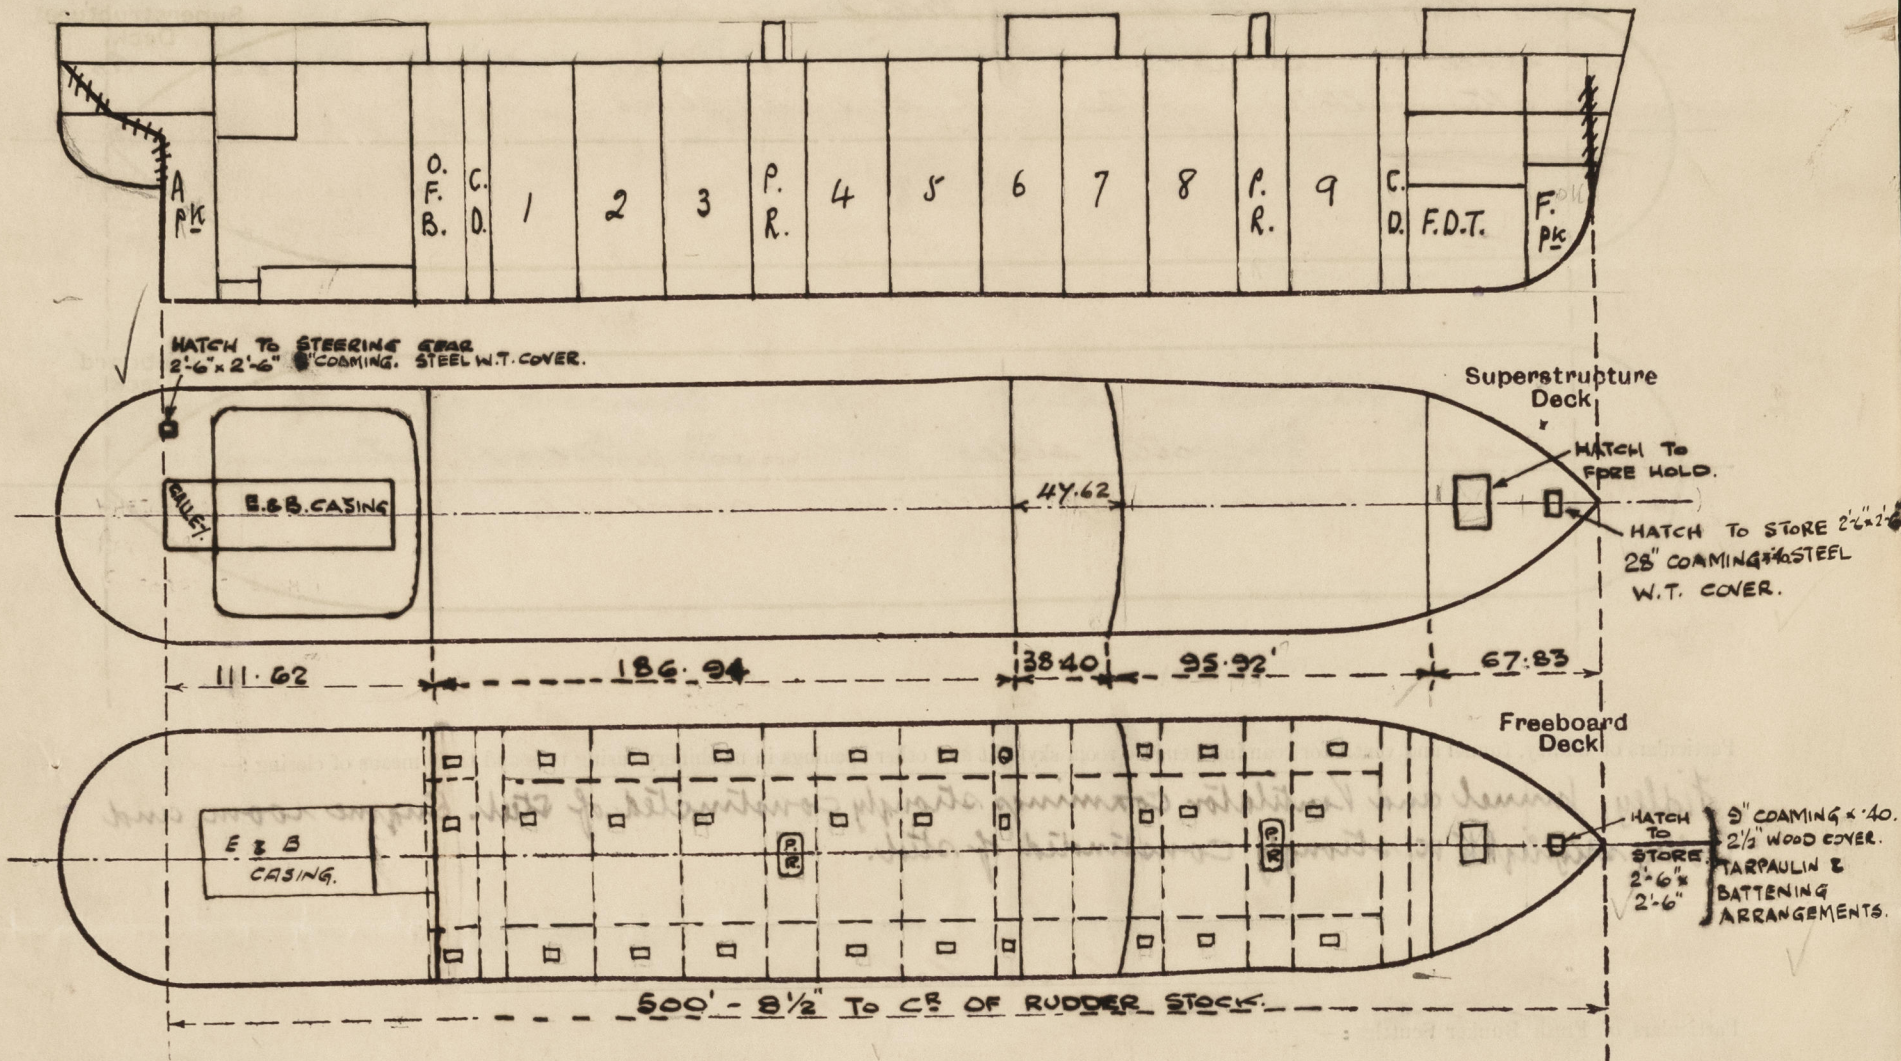 O.
F.
B.
C.
D.
1
2
3
P.
R.
4
5
6
7
8
P.
R.
9
C.
D.
F.D.T.
F.
PK
A
PK
HATCH TO STEERING GEAR
2'-6" x 2'-6" "COAMING. STEEL W.T. COVER.
Superstructure
Deck
HATCH TO
FORE HOLD.
GALLEY.
E.&B. CASING
47.62
HATCH TO STORE 2'-6" x 2'-6"
28" COAMING STEEL
W.T. COVER.
111.62
186.94
38.40
95.92'
67.83
Freeboard
Deck
E & B
CASING.
P.R
P.R
HATCH
TO
STORE.
2'-6" x
2'-6"
9" COAMING x .40.
2½" WOOD COVER.
TARPAULIN &
BATTENING
ARRANGEMENTS.
500' - 8½" TO CR. OF RUDDER STOCK.